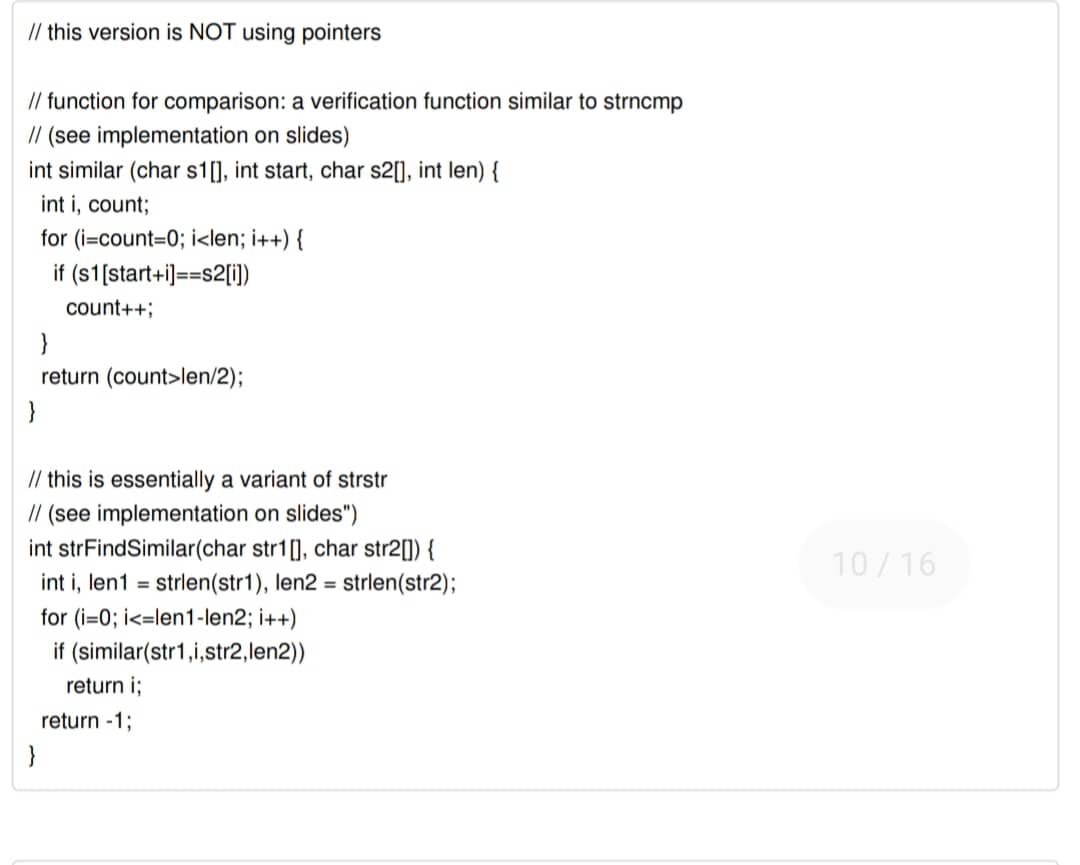 // this version is NOT using pointers
// function for comparison: a verification function similar to strncmp
// (see implementation on slides)
int similar (char s1[], int start, char s2[], int len) {
int i, count;
for (i=count=0; i<len; i++) {
if (s1[start+i]==s2[i])
count++;
}
return (count>len/2);
}
// this is essentially a variant of strstr
// (see implementation on slides")
int strFindSimilar(char str1[], char str2[]) {
int i, len1 = strlen(str1), len2 = strlen(str2);
for (i=0; i<=len1-len2; i++)
if (similar(str1,i,str2,len2))
return i;
return -1;
}
10 / 16